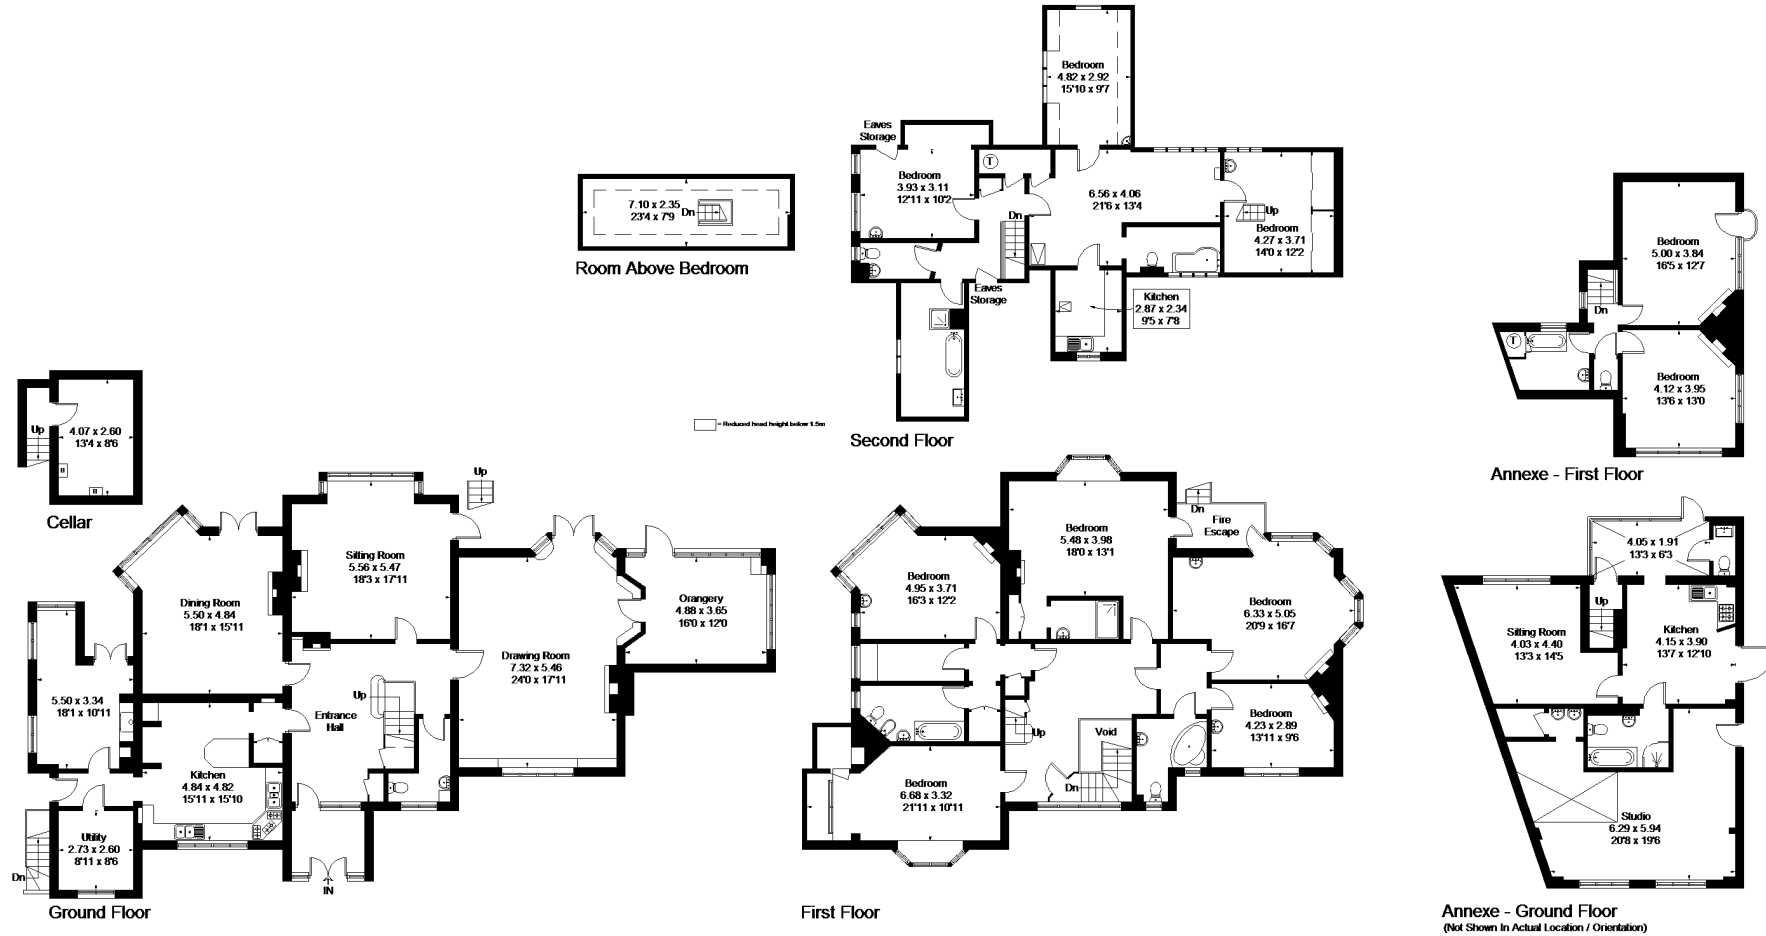 Bedroom
4.82 x 2.92
15'10 x 9'7
Eaves
Storage
T
Bedroom
3.93 x 3.11
12'11 x 10'2
6.56 x 4.06
21'6 x 13'4
Dn
Up
Bedroom
4.27 x 3.71
14'0 x 12'2
Eaves
Storage
Kitchen
2.87 x 2.34
9'5 x 7'8
Second Floor
7.10 x 2.35
23'4 x 7'9
Dn
Room Above Bedroom
= Reduced head height below 1.5m
Bedroom
5.00 x 3.84
16'5 x 12'7
Dn
T
Bedroom
4.12 x 3.95
13'6 x 13'0
Annexe - First Floor
Up
4.07 x 2.60
13'4 x 8'6
B
B
Cellar
Up
Sitting Room
5.56 x 5.47
18'3 x 17'11
Dining Room
5.50 x 4.84
18'1 x 15'11
Orangery
4.88 x 3.65
16'0 x 12'0
Drawing Room
7.32 x 5.46
24'0 x 17'11
5.50 x 3.34
18'1 x 10'11
Up
Entrance
Hall
Kitchen
4.84 x 4.82
15'11 x 15'10
Utility
2.73 x 2.60
8'11 x 8'6
Dn
IN
Ground Floor
Dn
Fire
Escape
Bedroom
5.48 x 3.98
18'0 x 13'1
Bedroom
4.95 x 3.71
16'3 x 12'2
Bedroom
6.33 x 5.05
20'9 x 16'7
Bedroom
4.23 x 2.89
13'11 x 9'6
Up
Void
Dn
Bedroom
6.68 x 3.32
21'11 x 10'11
First Floor
4.05 x 1.91
13'3 x 6'3
Up
Sitting Room
4.03 x 4.40
13'3 x 14'5
Kitchen
4.15 x 3.90
13'7 x 12'10
Studio
6.29 x 5.94
20'8 x 19'6
Annexe - Ground Floor
(Not Shown In Actual Location / Orientation)